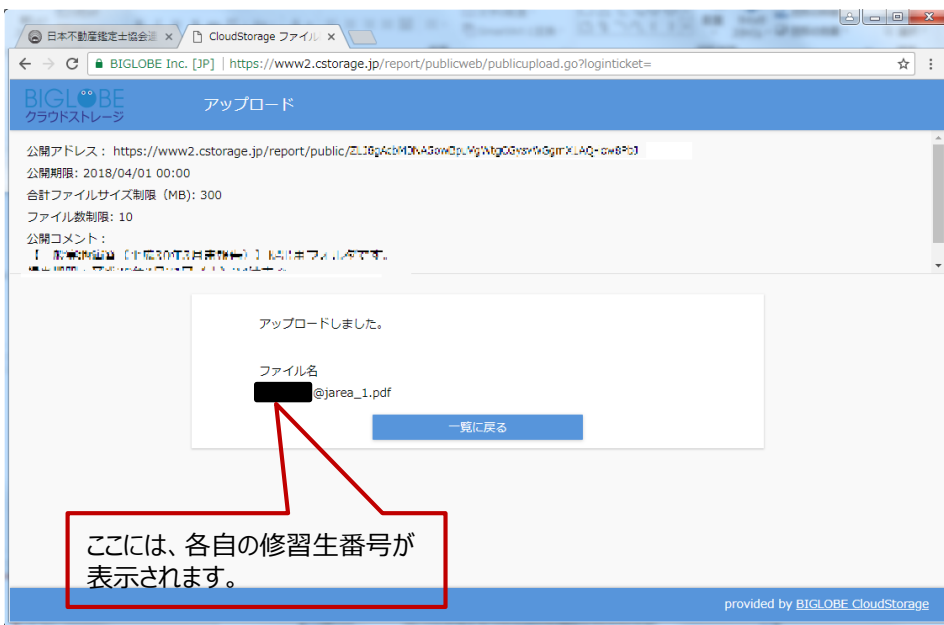 日本不動産鑑定士協会連
CloudStorage ファイル
BIGLOBE Inc. [JP] | https://www2.cstorage.jp/report/publicweb/publicupload.go?loginticket=
BIGLOBE
クラウドストレージ
アップロード
公開アドレス： https://www2.cstorage.jp/report/public/
公開期限: 2018/04/01 00:00
合計ファイルサイズ制限（MB）: 300
ファイル数制限: 10
公開コメント：
アップロードしました。
ファイル名
@jarea_1.pdf
一覧に戻る
ここには、各自の修習生番号が
表示されます。
provided by BIGLOBE CloudStorage